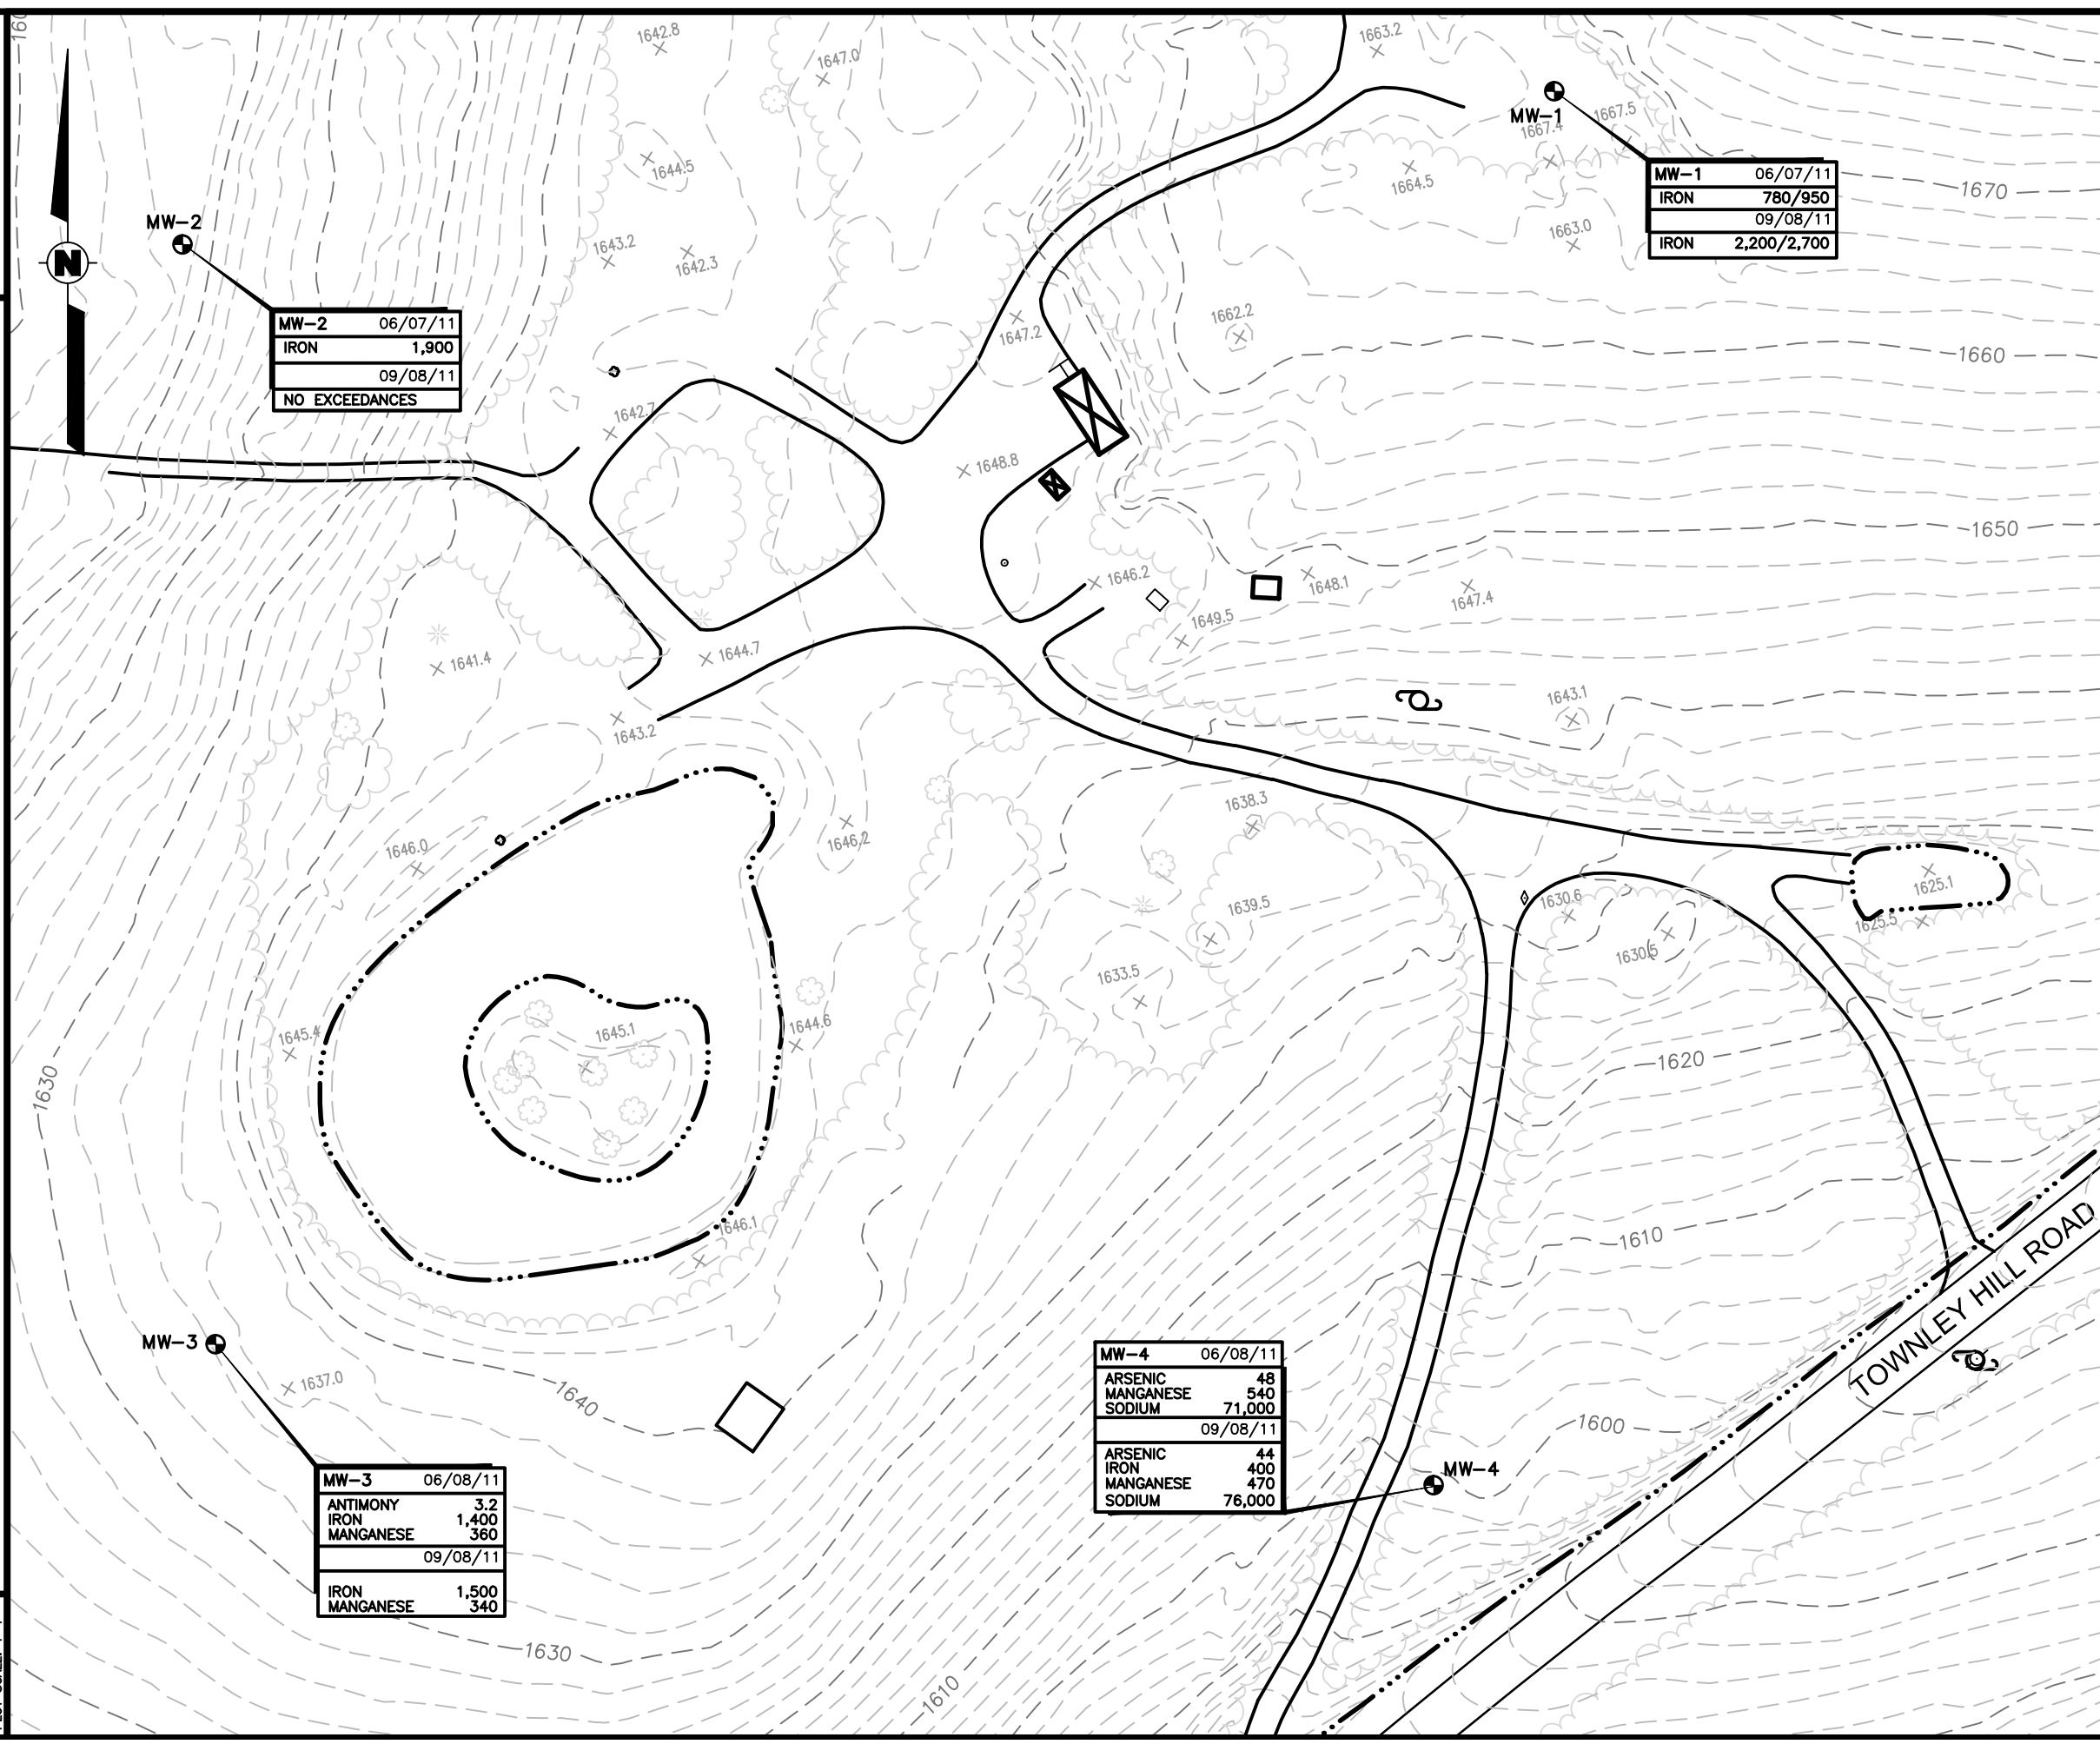 1642.8
1647.0
1663.2
MW-1
1667.4
1667.5
1644.5
1664.5
MW-1 06/07/11
IRON 780/950
09/08/11
IRON 2,200/2,700
1670
MW-2
N
1643.2
1642.3
1663.0
MW-2 06/07/11
IRON 1,900
09/08/11
NO EXCEEDANCES
1647.2
1662.2
1660
1642.7
1648.8
1650
1646.2
1648.1
1647.4
1649.5
1641.4
1644.7
1643.2
1643.1
1638.3
1646.0
1646.2
1639.5
1630.6
1625.1
1625.5
1630.5
1633.5
1645.4
1645.1
1644.6
1630
1620
1646.1
1610
TOWNLEY HILL ROAD
MW-3
1637.0
1640
MW-4 06/08/11
ARSENIC 48
MANGANESE 540
SODIUM 71,000
09/08/11
ARSENIC 44
IRON 400
MANGANESE 470
SODIUM 76,000
1600
MW-4
MW-3 06/08/11
ANTIMONY 3.2
IRON 1,400
MANGANESE 360
09/08/11
IRON 1,500
MANGANESE 340
1630
1610